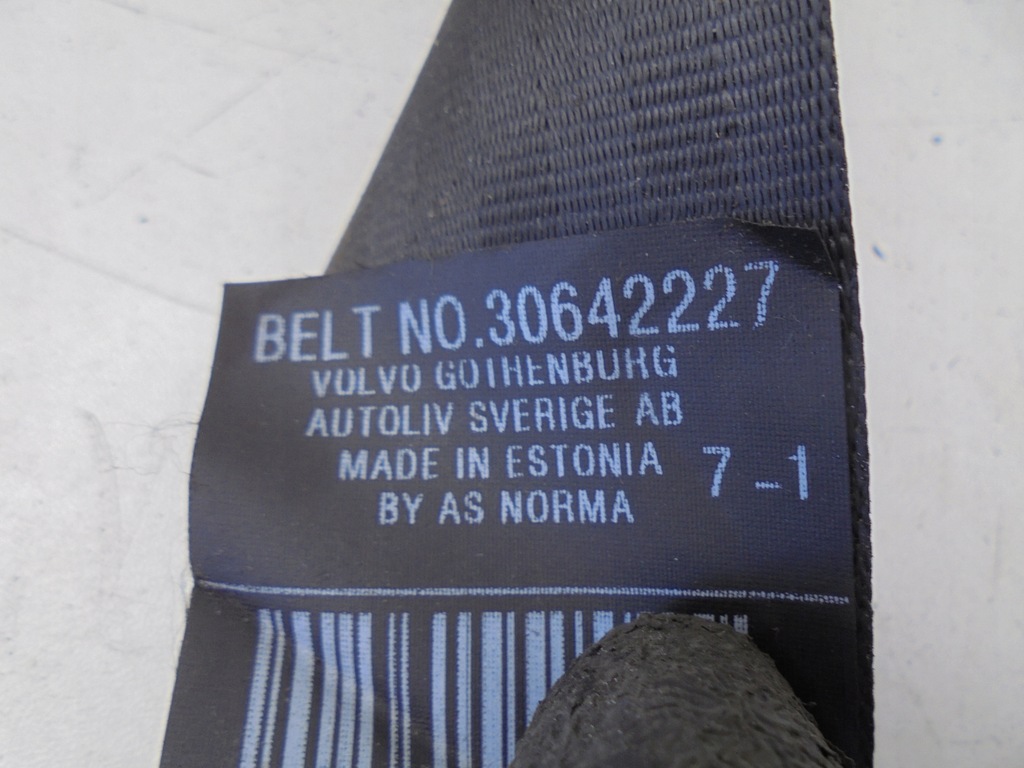 BELT NO.30642227
VOLVO GOTHENBURG
AUTOLIV SVERIGE AB
MADE IN ESTONIA 7-1
BY AS NORMA